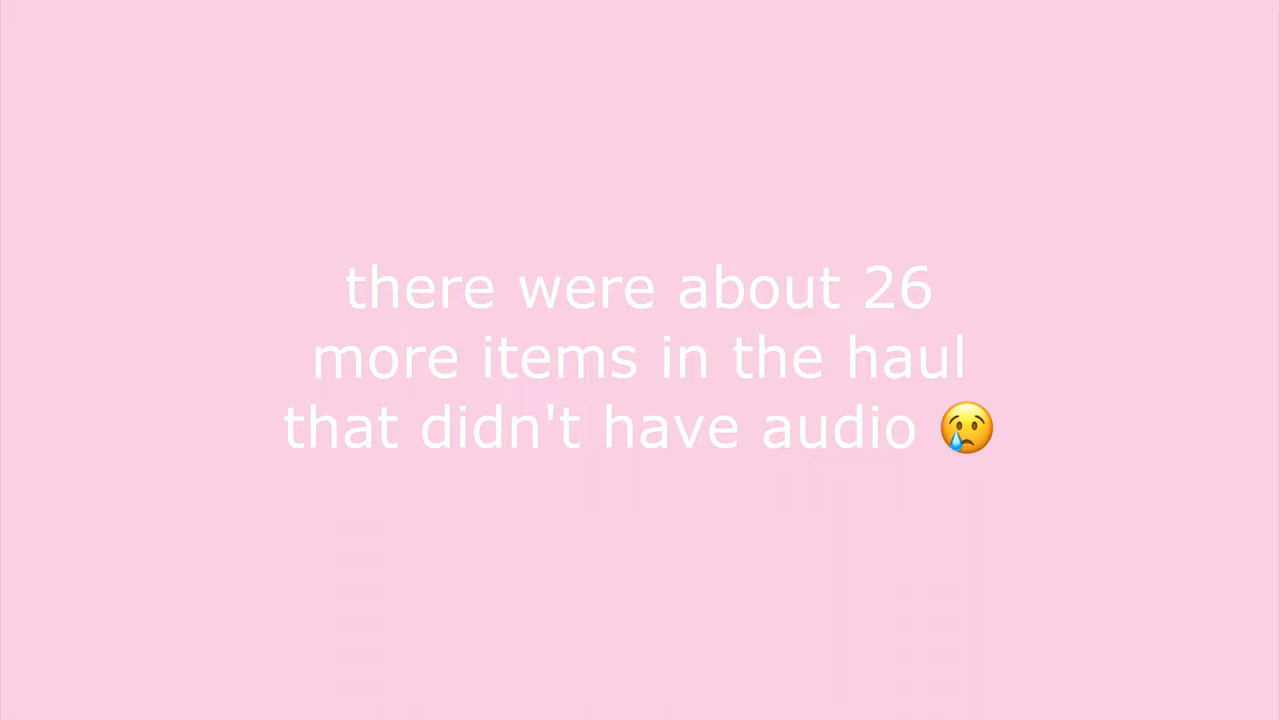 there were about 26
more items in the haul
that didn't have audio 😢